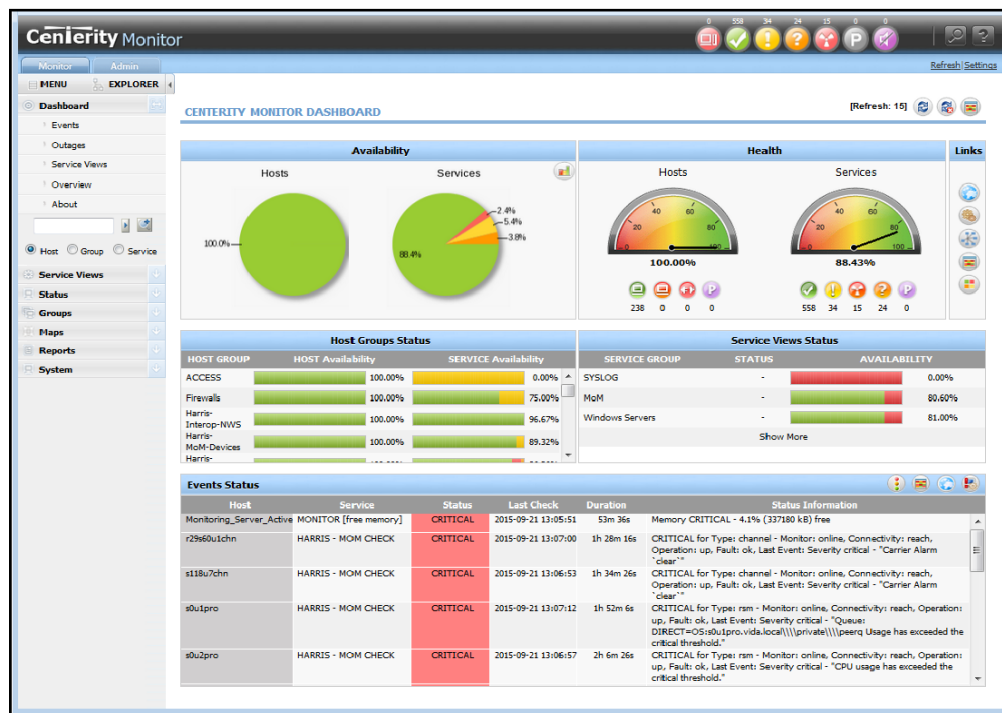 0 558 34 24 15 0 0
Centerity Monitor
Monitor Admin
Refresh|Settings
MENU EXPLORER
Dashboard
Events
Outages
Service Views
Overview
About
Host Group Service
Service Views
Status
Groups
Maps
Reports
System
CENTERITY MONITOR DASHBOARD
[Refresh: 15]
Availability
Hosts
100.0%
Services
2.4%
5.4%
3.8%
88.4%
Health
Hosts
0 20 40 60 80 100
100.00%
238 0 0 0
Services
0 20 40 60 80 100
88.43%
558 34 15 24 0
Links
Host Groups Status
HOST GROUP HOST Availability SERVICE Availability
ACCESS 100.00% 0.00%
Firewalls 100.00% 75.00%
Harris-
Interop-NWS 100.00% 96.67%
Harris-
MoM-Devices 100.00% 89.32%
Harris-
Service Views Status
SERVICE GROUP STATUS AVAILABILITY
SYSLOG - 0.00%
MoM - 80.60%
Windows Servers - 81.00%
Show More
Events Status
Host Service Status Last Check Duration Status Information
Monitoring_Server_Active MONITOR [free memory] CRITICAL 2015-09-21 13:05:51 53m 36s Memory CRITICAL - 4.1% (337180 kB) free
r29s60u1chn HARRIS - MOM CHECK CRITICAL 2015-09-21 13:07:00 1h 28m 16s CRITICAL for Type: channel - Monitor: online, Connectivity: reach,
Operation: up, Fault: ok, Last Event: Severity critical - "Carrier Alarm
`clear`"
s118u7chn HARRIS - MOM CHECK CRITICAL 2015-09-21 13:06:53 1h 34m 26s CRITICAL for Type: channel - Monitor: online, Connectivity: reach,
Operation: up, Fault: ok, Last Event: Severity critical - "Carrier Alarm
`clear`"
s0u1pro HARRIS - MOM CHECK CRITICAL 2015-09-21 13:07:12 1h 52m 6s CRITICAL for Type: rsm - Monitor: online, Connectivity: reach, Operation:
up, Fault: ok, Last Event: Severity critical - "Queue:
DIRECT=OS:s0u1pro.vida.local\\\\private\\\\peerq Usage has exceeded the
critical threshold."
s0u2pro HARRIS - MOM CHECK CRITICAL 2015-09-21 13:06:57 2h 6m 26s CRITICAL for Type: rsm - Monitor: online, Connectivity: reach, Operation:
up, Fault: ok, Last Event: Severity critical - "CPU usage has exceeded the
critical threshold."